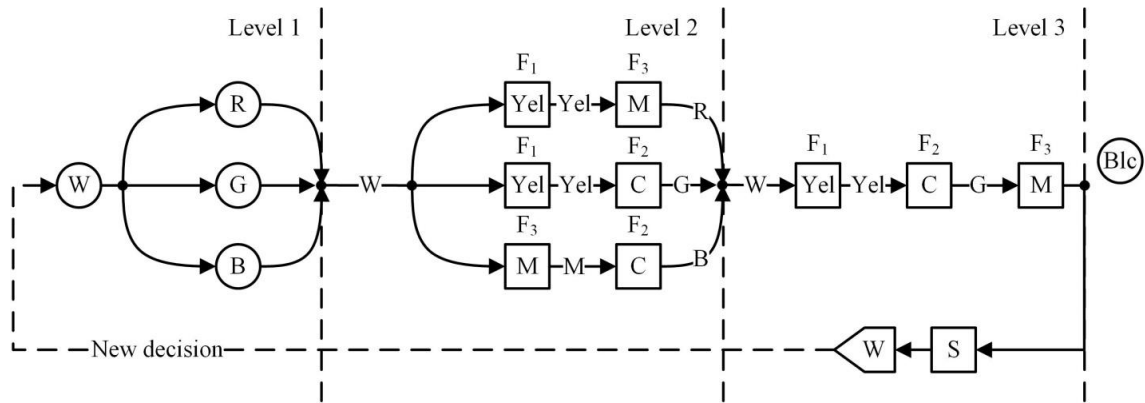 Level 1
Level 2
Level 3
F₁ F₃
R Yel Yel M R
Blc
F₁ F₂ F₁ F₂ F₃
W G W Yel Yel C G W Yel Yel C G M
F₃ F₂
B M M C B
New decision W S